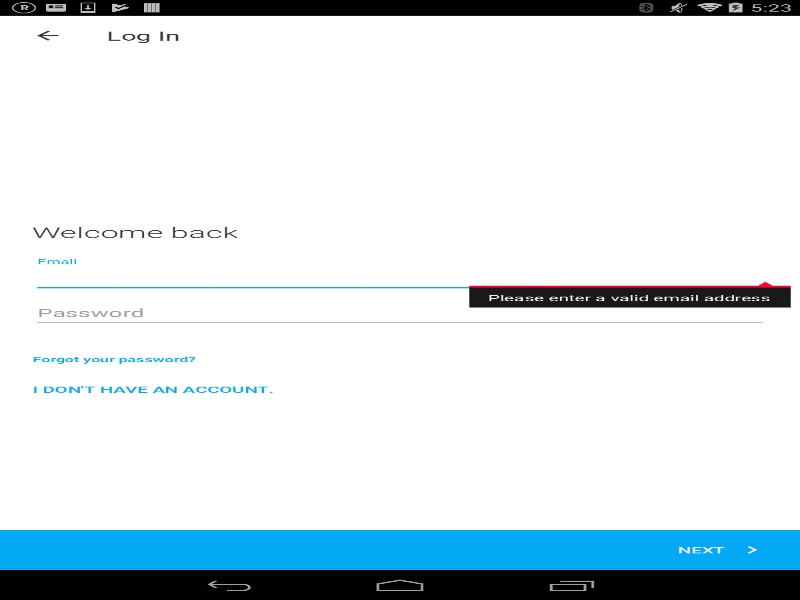 R
5:23
Log In
Welcome back
Email
Please enter a valid email address
Password
Forgot your password?
I DON'T HAVE AN ACCOUNT.
NEXT